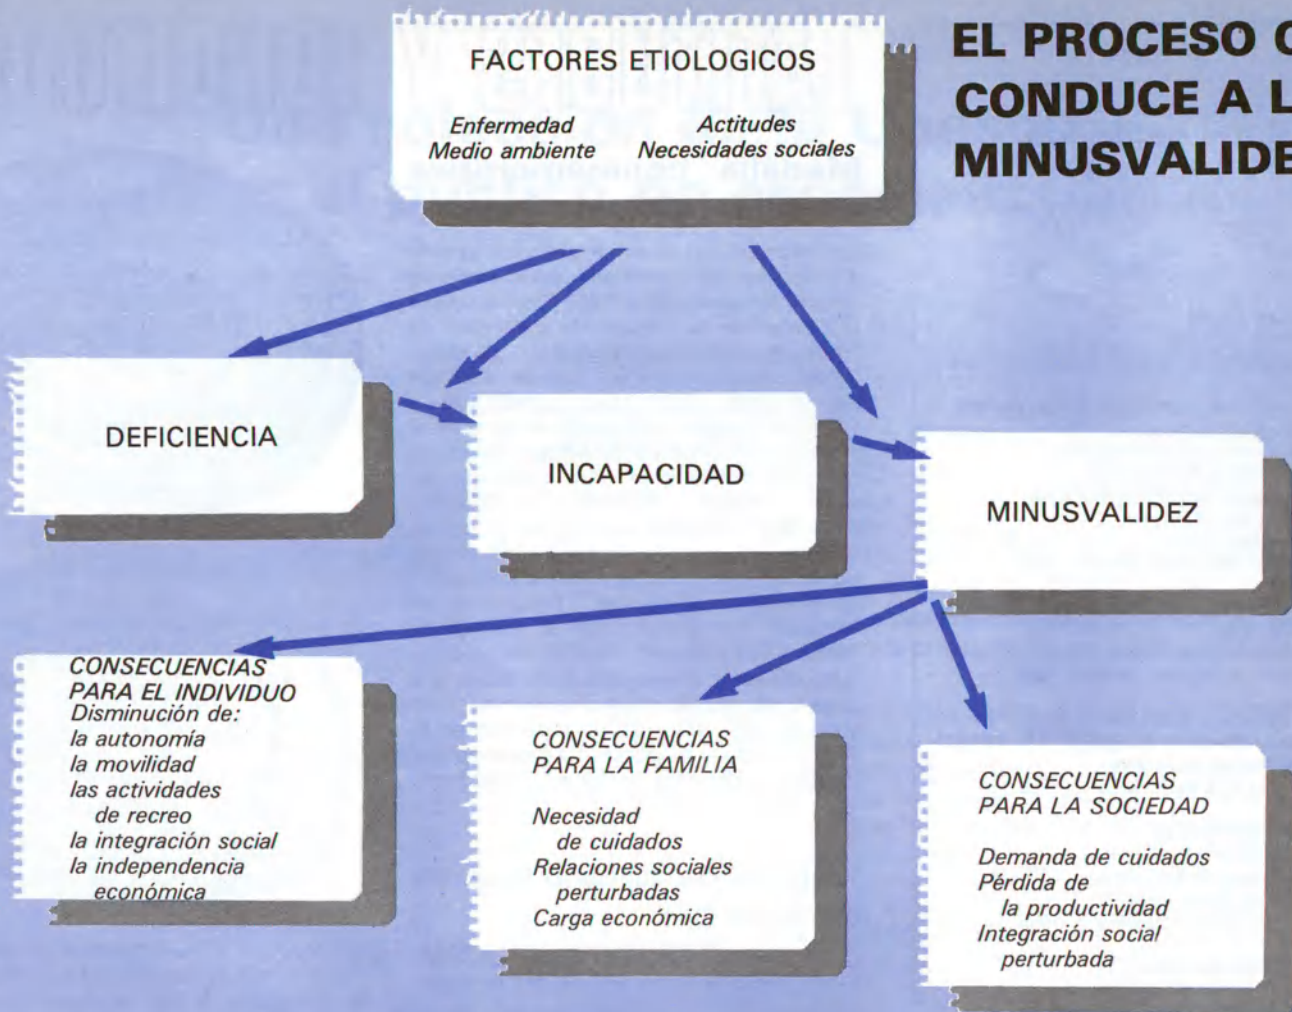 EL PROCESO
CONDUCE A
MINUSVALIDE
FACTORES ETIOLOGICOS
Enfermedad Actitudes
Medio ambiente Necesidades sociales
DEFICIENCIA
INCAPACIDAD
MINUSVALIDEZ
CONSECUENCIAS
PARA EL INDIVIDUO
Disminución de:
la autonomía
la movilidad
las actividades
de recreo
la integración social
la independencia
económica
CONSECUENCIAS
PARA LA FAMILIA
Necesidad
de cuidados
Relaciones sociales
perturbadas
Carga económica
CONSECUENCIAS
PARA LA SOCIEDAD
Demanda de cuidados
Pérdida de
la productividad
Integración social
perturbada